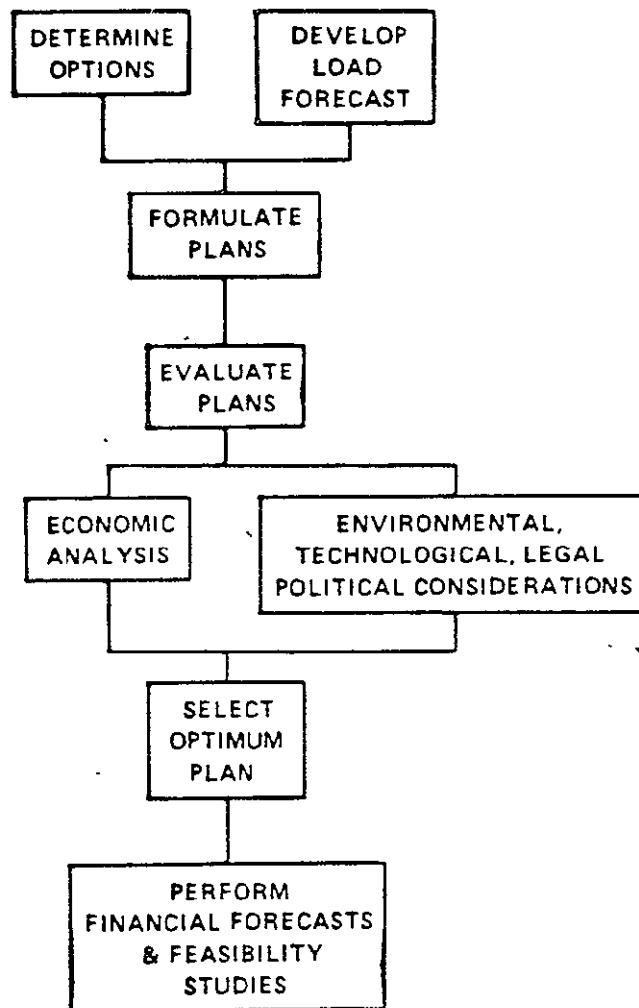 DETERMINE
OPTIONS
DEVELOP
LOAD
FORECAST
FORMULATE
PLANS
EVALUATE
PLANS
ECONOMIC
ANALYSIS
ENVIRONMENTAL,
TECHNOLOGICAL, LEGAL
POLITICAL CONSIDERATIONS
SELECT
OPTIMUM
PLAN
PERFORM
FINANCIAL FORECASTS
& FEASIBILITY
STUDIES